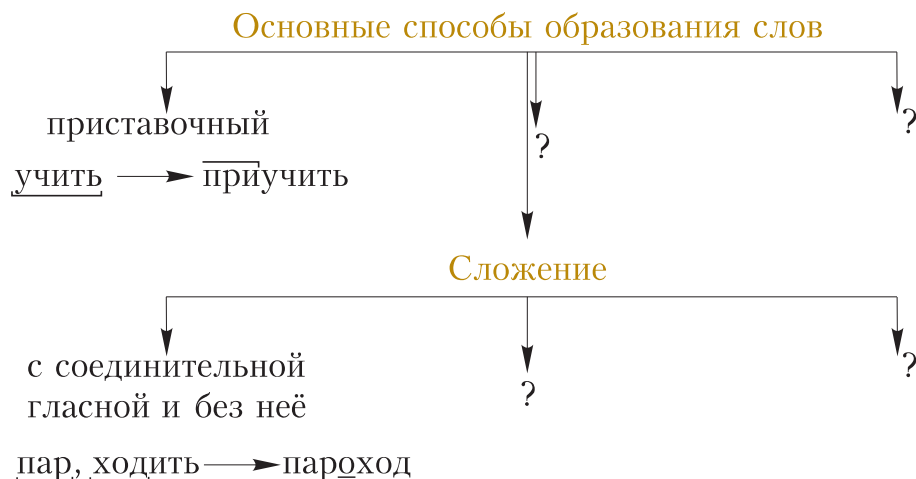 Основные способы образования слов
приставочный
?
?
учить приучить
Сложение
с соединительной
гласной и без неё
?
?
пар, ходить пароход